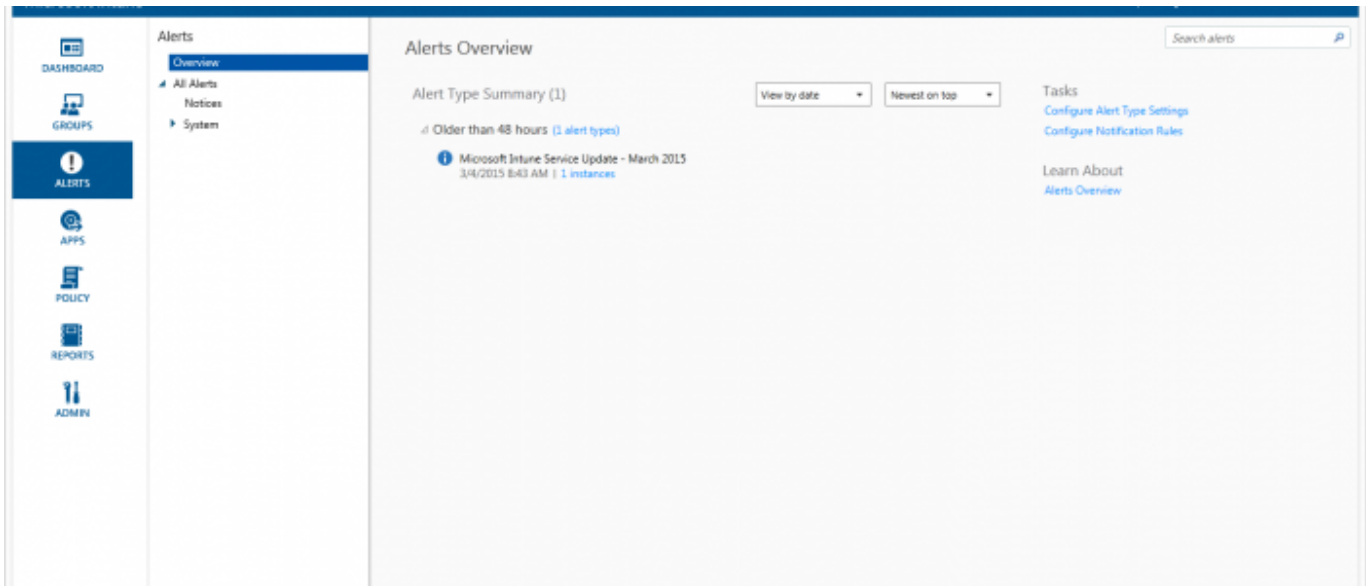 DASHBOARD
GROUPS
ALERTS
APPS
POLICY
REPORTS
ADMIN
Alerts
Overview
All Alerts
Notices
System
Alerts Overview
Search alerts
Alert Type Summary (1)
View by date
Newest on top
Older than 48 hours (1 alert types)
Microsoft Intune Service Update - March 2015
3/4/2015 8:43 AM | 1 instances
Tasks
Configure Alert Type Settings
Configure Notification Rules
Learn About
Alerts Overview